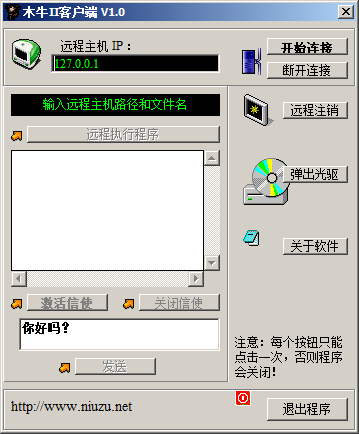 木牛II客户端 V1.0
远程主机 IP：
127.0.0.1
开始连接
断开连接
输入远程主机路径和文件名
远程执行程序
远程注销
弹出光驱
关于软件
激活信使
关闭信使
你好吗？
发送
注意：每个按钮只能
点击一次，否则程序
会关闭！
http://www.niuzu.net
退出程序